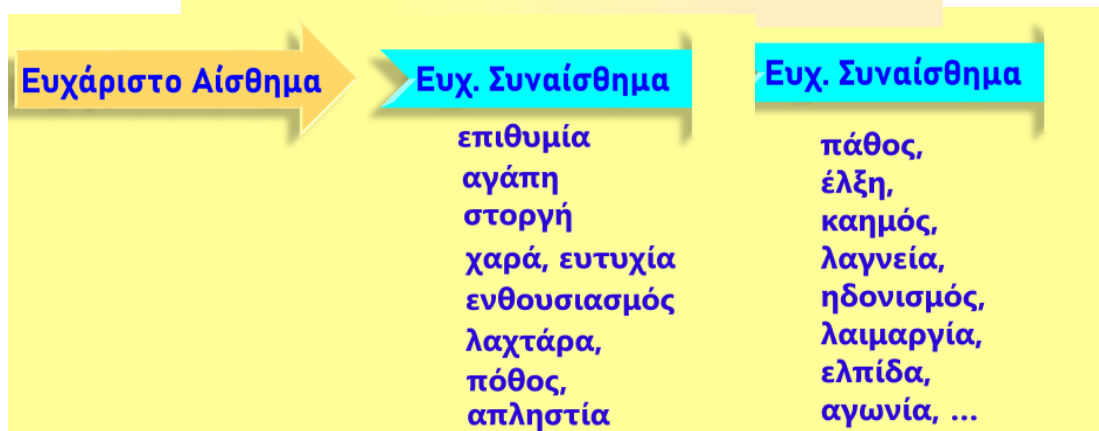 Ευχάριστο Αίσθημα
Ευχ. Συναίσθημα
επιθυμία
αγάπη
στοργή
χαρά, ευτυχία
ενθουσιασμός
λαχτάρα,
πόθος,
απληστία
Ευχ. Συναίσθημα
πάθος,
έλξη,
καημός,
λαγνεία,
ηδονισμός,
λαιμαργία,
ελπίδα,
αγωνία, ...